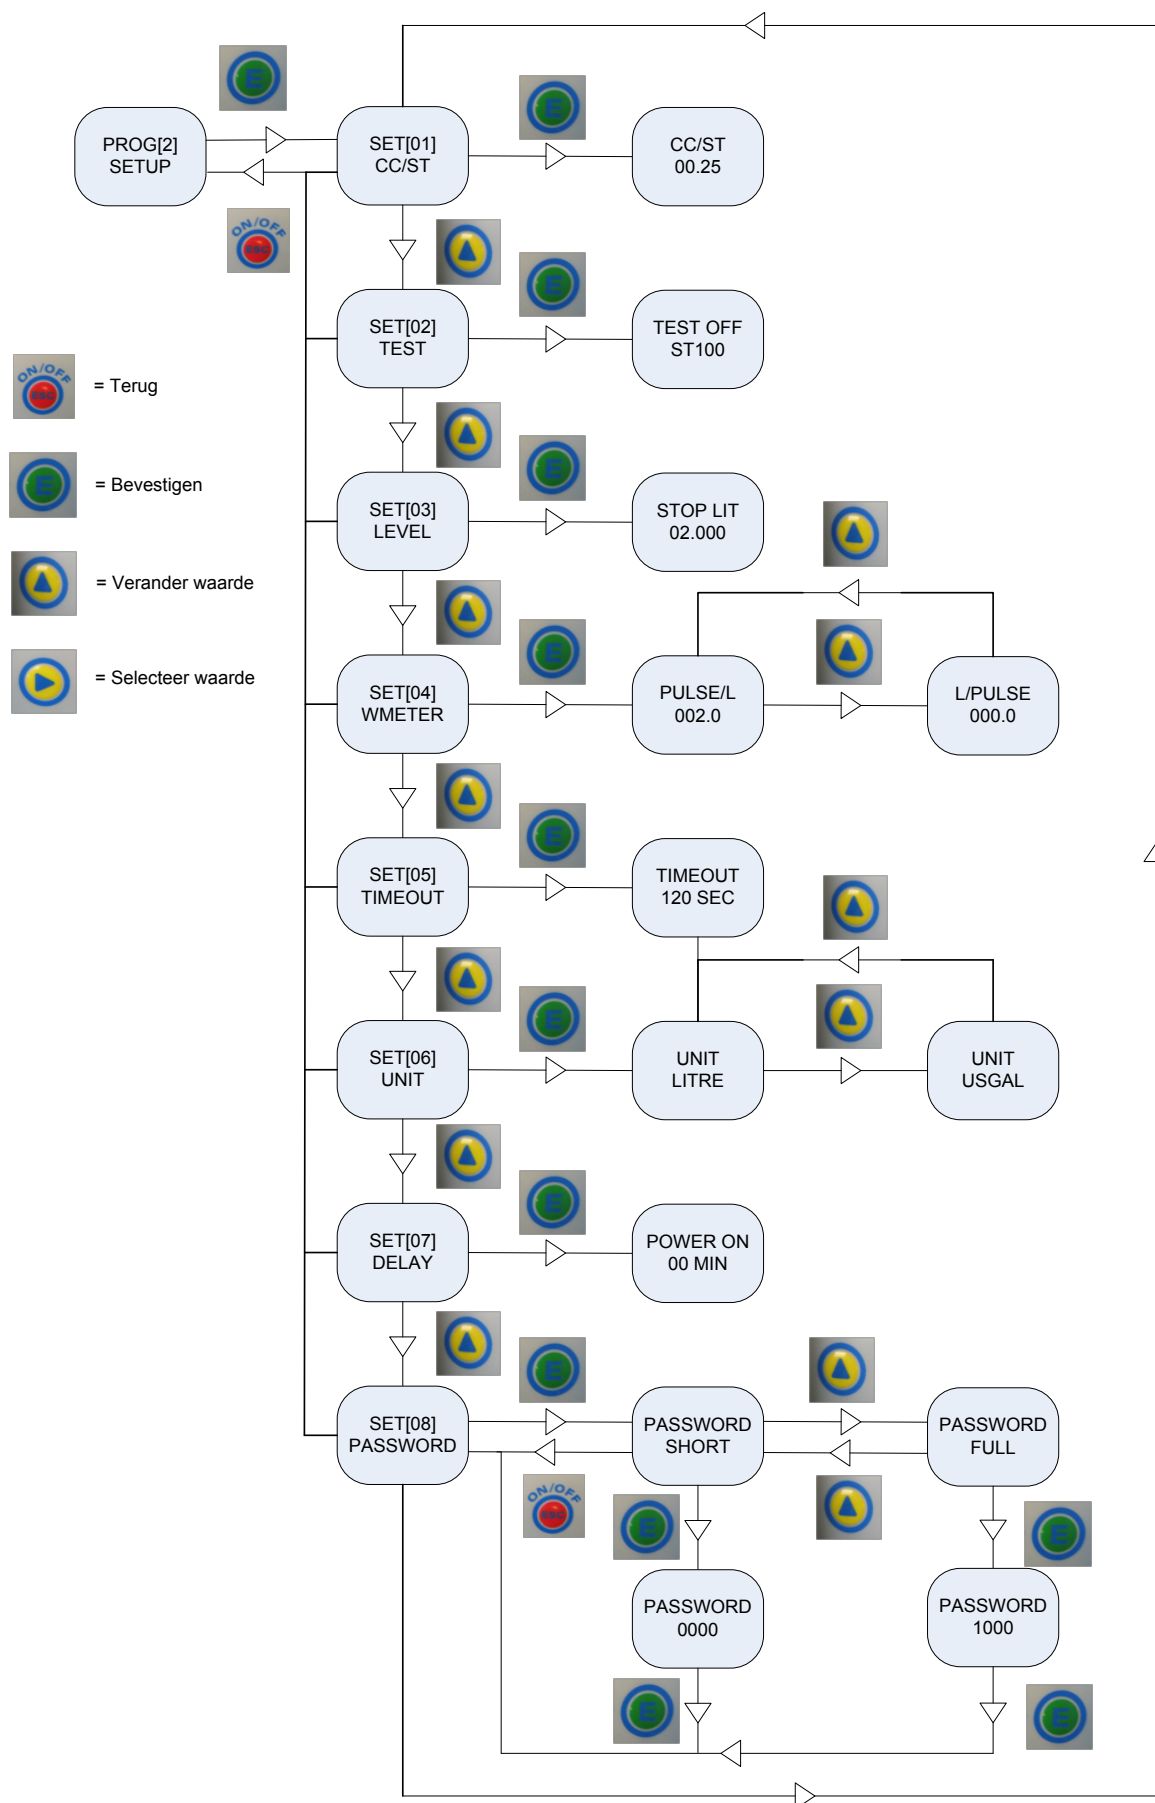 PROG[2]
SETUP
SET[01]
CC/ST
CC/ST
00.25
ON/OFF
ESC
SET[02]
TEST
TEST OFF
ST100
ON/OFF
ESC
= Terug
E
= Bevestigen
= Verander waarde
= Selecteer waarde
SET[03]
LEVEL
STOP LIT
02.000
SET[04]
WMETER
PULSE/L
002.0
L/PULSE
000.0
SET[05]
TIMEOUT
TIMEOUT
120 SEC
SET[06]
UNIT
UNIT
LITRE
UNIT
USGAL
SET[07]
DELAY
POWER ON
00 MIN
SET[08]
PASSWORD
PASSWORD
SHORT
PASSWORD
FULL
ON/OFF
ESC
PASSWORD
0000
PASSWORD
1000